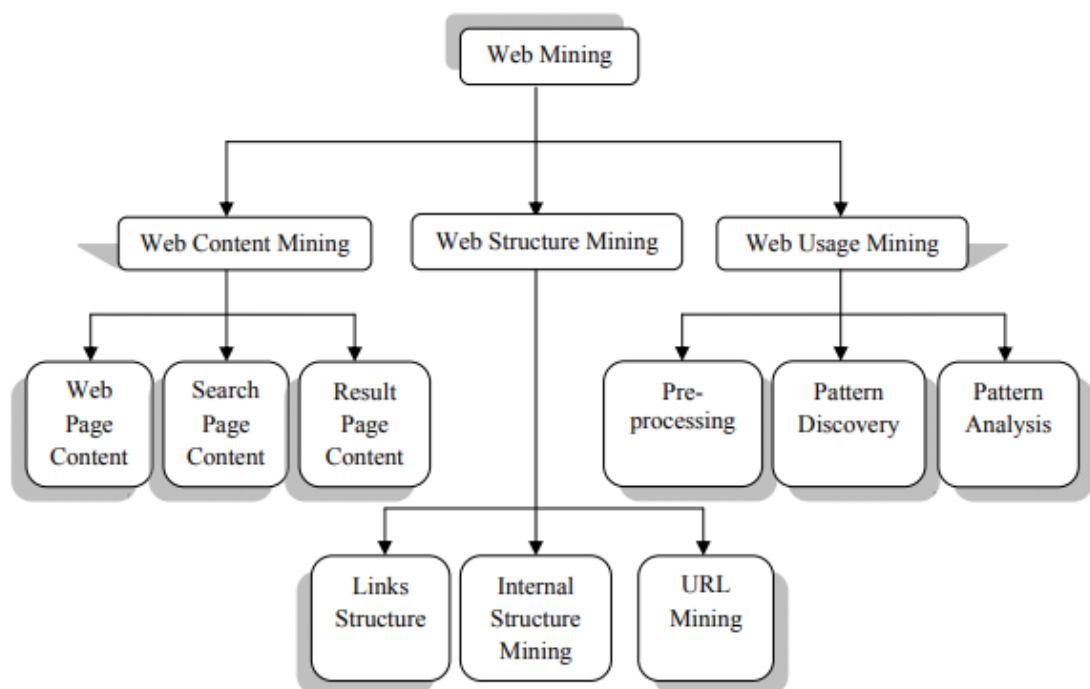 Web Mining
Web Content Mining
Web Structure Mining
Web Usage Mining
Web
Page
Content
Search
Page
Content
Result
Page
Content
Pre-
processing
Pattern
Discovery
Pattern
Analysis
Links
Structure
Internal
Structure
Mining
URL
Mining